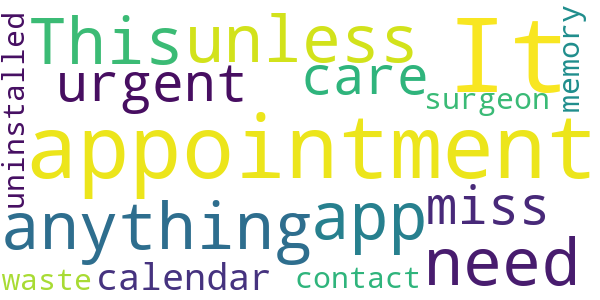 uninstalled
This
unless
It
memory
urgent
care
surgeon
appointment
anything
app
miss
need
waste
calendar
contact